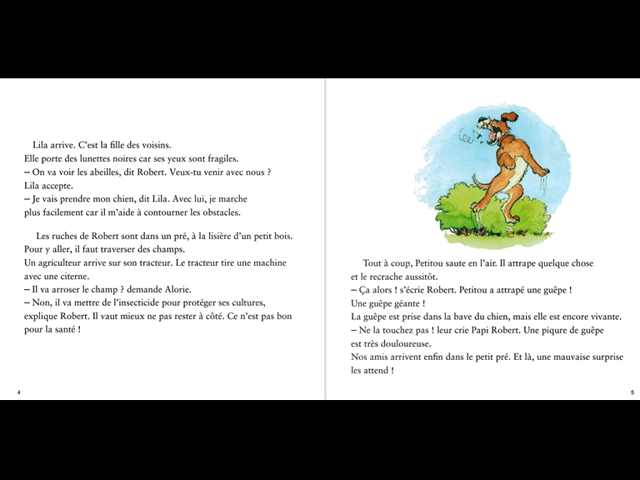 Lila arrive. C'est la fille des voisins.
Elle porte des lunettes noires car ses yeux sont fragiles.
– On va voir les abeilles, dit Robert. Veux-tu venir avec nous ?
Lila accepte.
– Je vais prendre mon chien, dit Lila. Avec lui, je marche
plus facilement car il m'aide à contourner les obstacles.
Les ruches de Robert sont dans un pré, à la lisière d'un petit bois.
Pour y aller, il faut traverser des champs.
Un agriculteur arrive sur son tracteur. Le tracteur tire une machine
avec une citerne.
– Il va arroser le champ ? demande Alorie.
– Non, il va mettre de l'insecticide pour protéger ses cultures,
explique Robert. Il vaut mieux ne pas rester à côté. Ce n'est pas bon
pour la santé !
4
Tout à coup, Petitou saute en l'air. Il attrape quelque chose
et le recrache aussitôt.
– Ça alors ! s'écrie Robert. Petitou a attrapé une guêpe !
Une guêpe géante !
La guêpe est prise dans la bave du chien, mais elle est encore vivante.
– Ne la touchez pas ! leur crie Papi Robert. Une piqure de guêpe
est très douloureuse.
Nos amis arrivent enfin dans le petit pré. Et là, une mauvaise surprise
les attend !
5